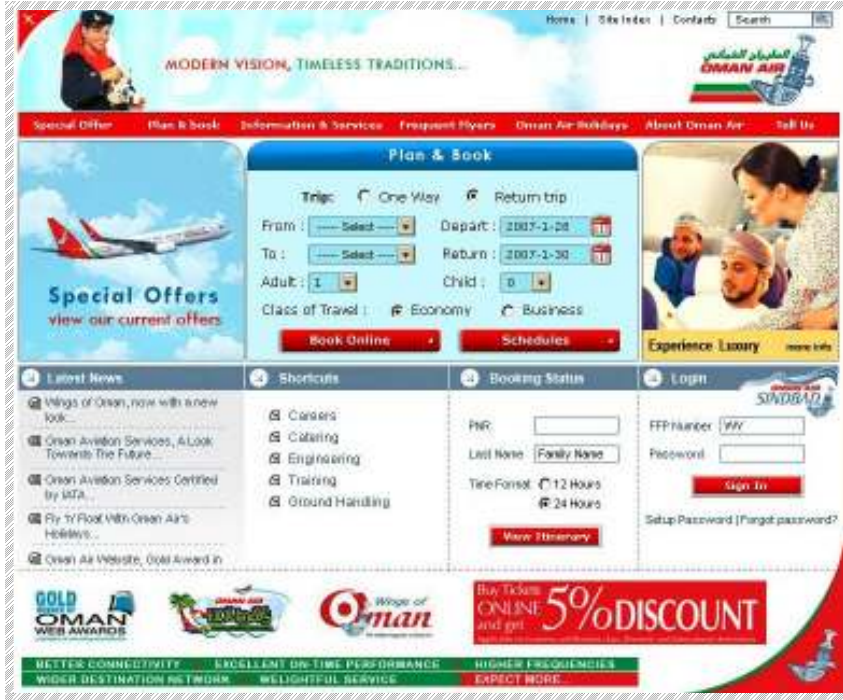 Home | Site Index | Contacts Search
MODERN VISION, TIMELESS TRADITIONS...
الطيران العماني
OMAN AIR
Special Offer Plan & book Information & Services Frequent Flyers Oman Air Holidays About Oman Air Tell Us
Plan & Book
Trip: One Way Return trip
From : ---- Select ---- Depart : 2007-1-28
To : ---- Select ---- Return : 2007-1-30
Adult : 1 Child : 0
Class of Travel : Economy Business
Book Online Schedules
Special Offers
view our current offers
Experience Luxury more info
Latest News
Wings of Oman, now with a new
look...
Oman Aviation Services, A Look
Towards The Future...
Oman Aviation Services Certified
by IATA...
Fly 'n' Float With Oman Air's
Holidays...
Oman Air Website, Gold Award in
Shortcuts
Careers
Catering
Engineering
Training
Ground Handling
Booking Status
PNR
Last Name Family Name
Time Format 12 Hours
24 Hours
View Itinerary
Login
OMAN AIR
SINDBAD
FFP Number WY
Password
Sign In
Setup Password | Forgot password?
GOLD
OMAN
WEB AWARDS
OMAN AIR
Wings of
Oman
Buy Tickets
ONLINE
and get
5% DISCOUNT
BETTER CONNECTIVITY EXCELLENT ON-TIME PERFORMANCE HIGHER FREQUENCIES
WIDER DESTINATION NETWORK WELIGHTFUL SERVICE EXPECT MORE...